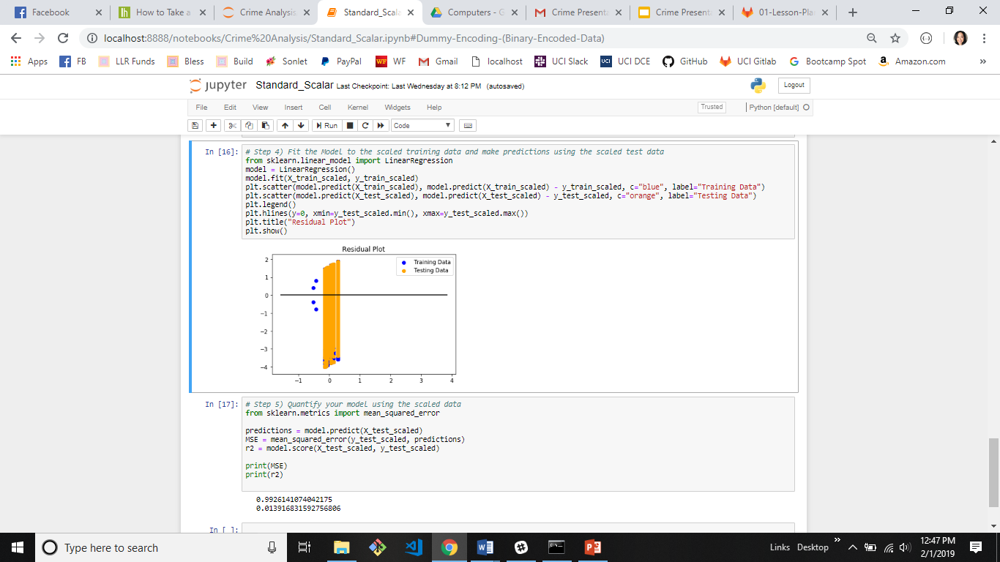 Facebook
How to Take a
Crime Analysis
Standard_Scala
Computers - G
Crime Presenta
Crime Presenta
01-Lesson-Plan
localhost:8888/notebooks/Crime%20Analysis/Standard_Scalar.ipynb#Dummy-Encoding-(Binary-Encoded-Data)
Apps FB LLR Funds Bless Build Sonlet PayPal WF WF Gmail localhost UCI Slack UCI UCI DCE GitHub UCI Gitlab Bootcamp Spot Amazon.com »
jupyter Standard_Scalar Last Checkpoint: Last Wednesday at 8:12 PM (autosaved)
Logout
File Edit View Insert Cell Kernel Widgets Help
Trusted
Python [default]
Run
Code
In [16]:
# Step 4) Fit the Model to the scaled training data and make predictions using the scaled test data
from sklearn.linear_model import LinearRegression
model = LinearRegression()
model.fit(X_train_scaled, y_train_scaled)
plt.scatter(model.predict(X_train_scaled), model.predict(X_train_scaled) - y_train_scaled, c="blue", label="Training Data")
plt.scatter(model.predict(X_test_scaled), model.predict(X_test_scaled) - y_test_scaled, c="orange", label="Testing Data")
plt.legend()
plt.hlines(y=0, xmin=y_test_scaled.min(), xmax=y_test_scaled.max())
plt.title("Residual Plot")
plt.show()
Residual Plot
Training Data
Testing Data
2
1
0
−1
−2
−3
−4
−1 0 1 2 3 4
In [17]:
# Step 5) Quantify your model using the scaled data
from sklearn.metrics import mean_squared_error
predictions = model.predict(X_test_scaled)
MSE = mean_squared_error(y_test_scaled, predictions)
r2 = model.score(X_test_scaled, y_test_scaled)
print(MSE)
print(r2)
0.9926141074042175
0.013916831592756806
In [ ]:
Type here to search
Links Desktop »
12:47 PM
2/1/2019